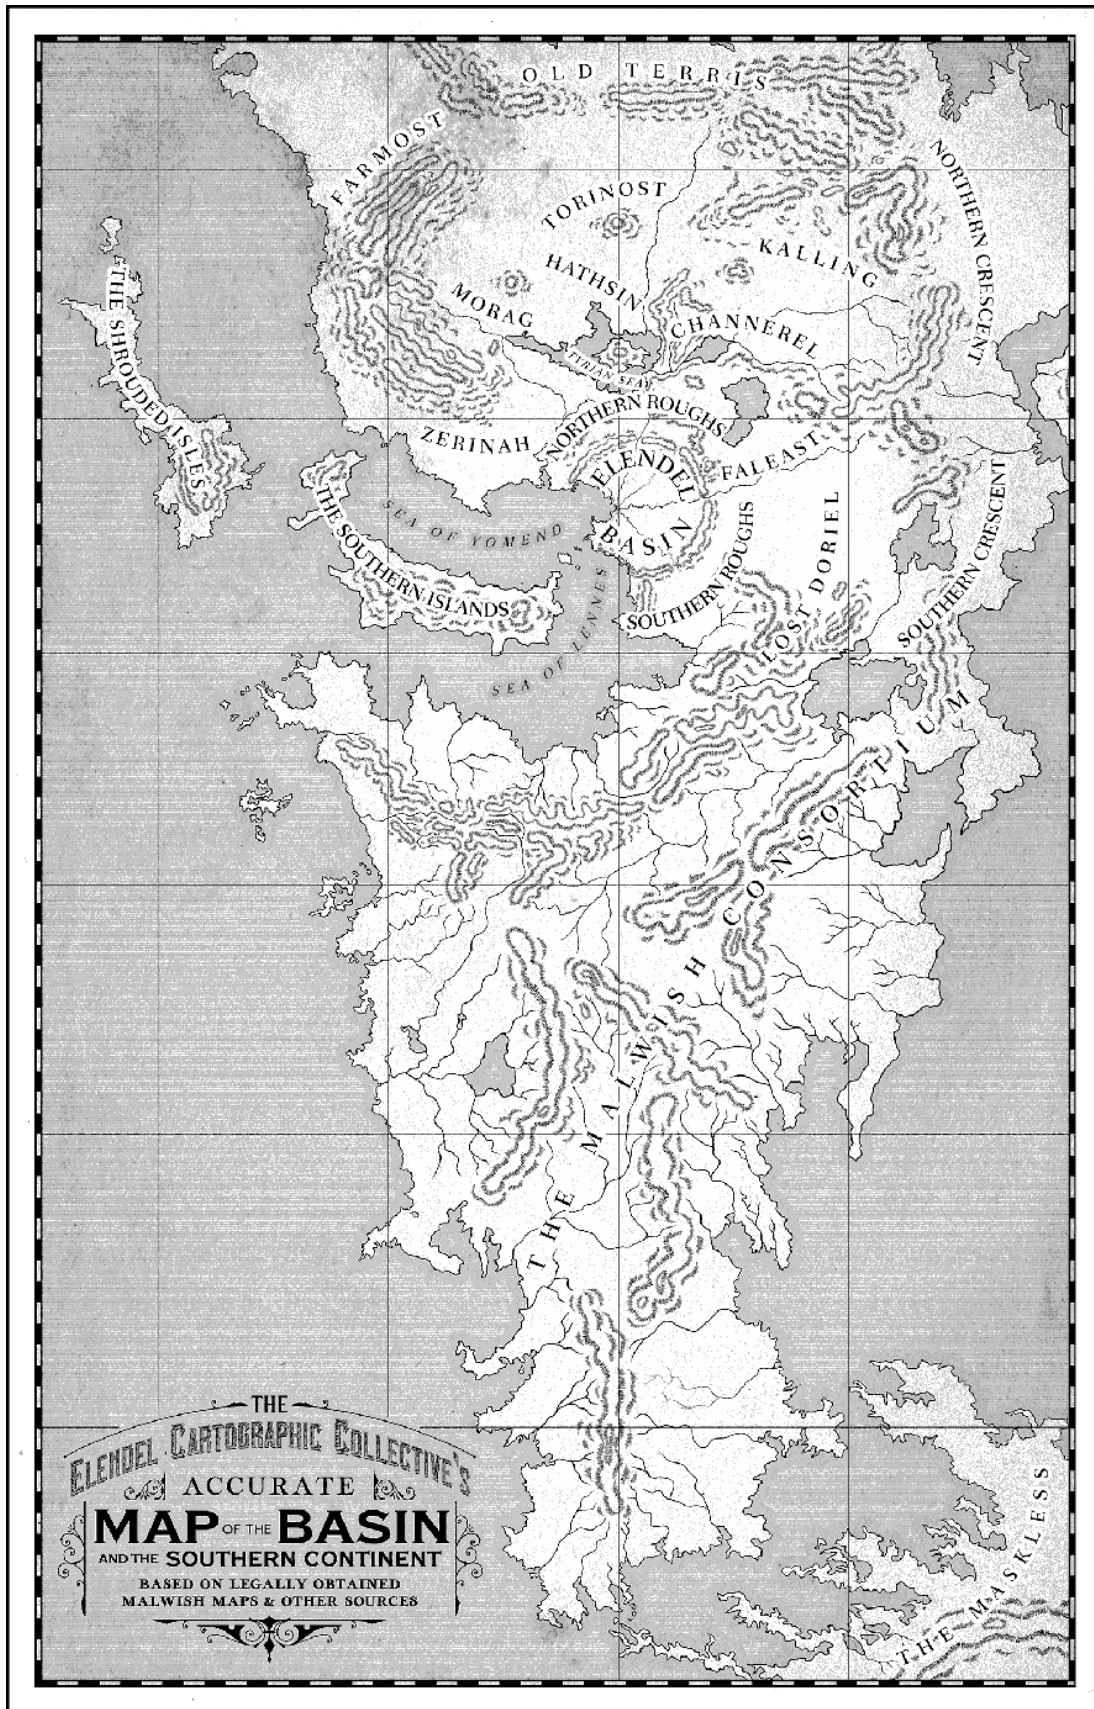 OLD TERRIS
FARMOST
NORTHERN CRESCENT
TORINOST
KALLING
HATHSIN
MORAG
CHANNEREL
THE SHROUDED ISLES
TYRIAN SEA
NORTHERN ROUGHS
ZERINAH
ELENDEL
BASIN
FALEAST
SEA OF YOMEND
THE SOUTHERN ISLANDS
SOUTHERN ROUGHS
LOST DORIEL
SOUTHERN CRESCENT
SEA OF LENNES
THE MALWISH CONSORTIUM
THE MASKLESS
THE
ELENDEL CARTOGRAPHIC COLLECTIVE'S
ACCURATE
MAP OF THE BASIN
AND THE SOUTHERN CONTINENT
BASED ON LEGALLY OBTAINED
MALWISH MAPS & OTHER SOURCES